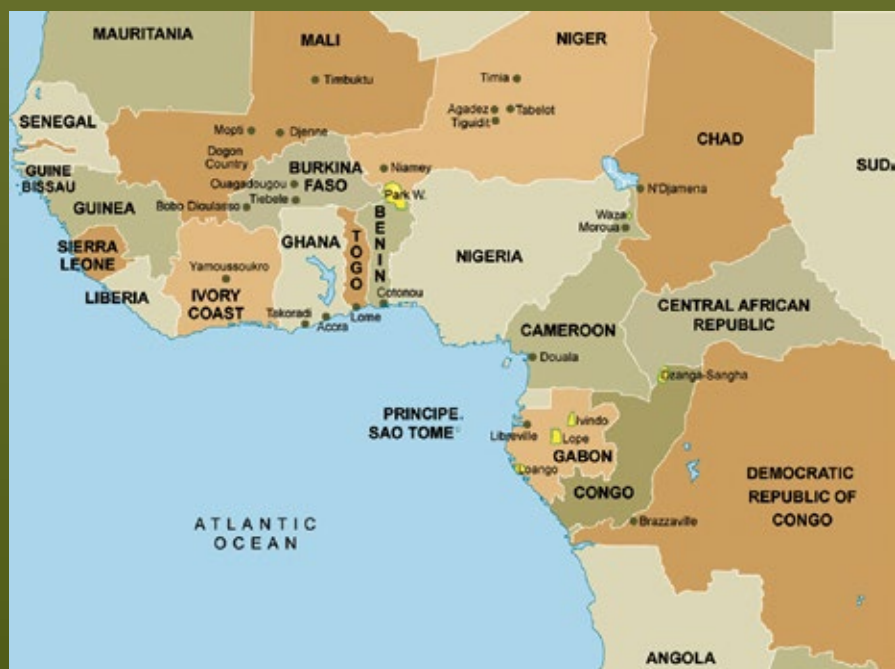 MAURITANIA
MALI
NIGER
Timbuktu
Timia
Agadez
Tabelot
Tiguidit
SENEGAL
Mopti
Djenne
CHAD
Dogon
Country
SUD
GUINE
BISSAU
BURKINA
FASO
Niamey
Ouagadougou
Park W.
N'Djamena
GUINEA
Bobo Dioulasso
Tiebele
Waza
Moroua
SIERRA
LEONE
GHANA
TOGO
BENIN
NIGERIA
Yamoussukro
LIBERIA
IVORY
COAST
Takoradi
Accra
Lome
Cotonou
CENTRAL AFRICAN
REPUBLIC
CAMEROON
Douala
Dzanga-Sangha
PRINCIPE.
SAO TOME
Ivindo
Libreville
Lope
GABON
Loango
CONGO
DEMOCRATIC
REPUBLIC OF
CONGO
Brazzaville
ATLANTIC
OCEAN
ANGOLA